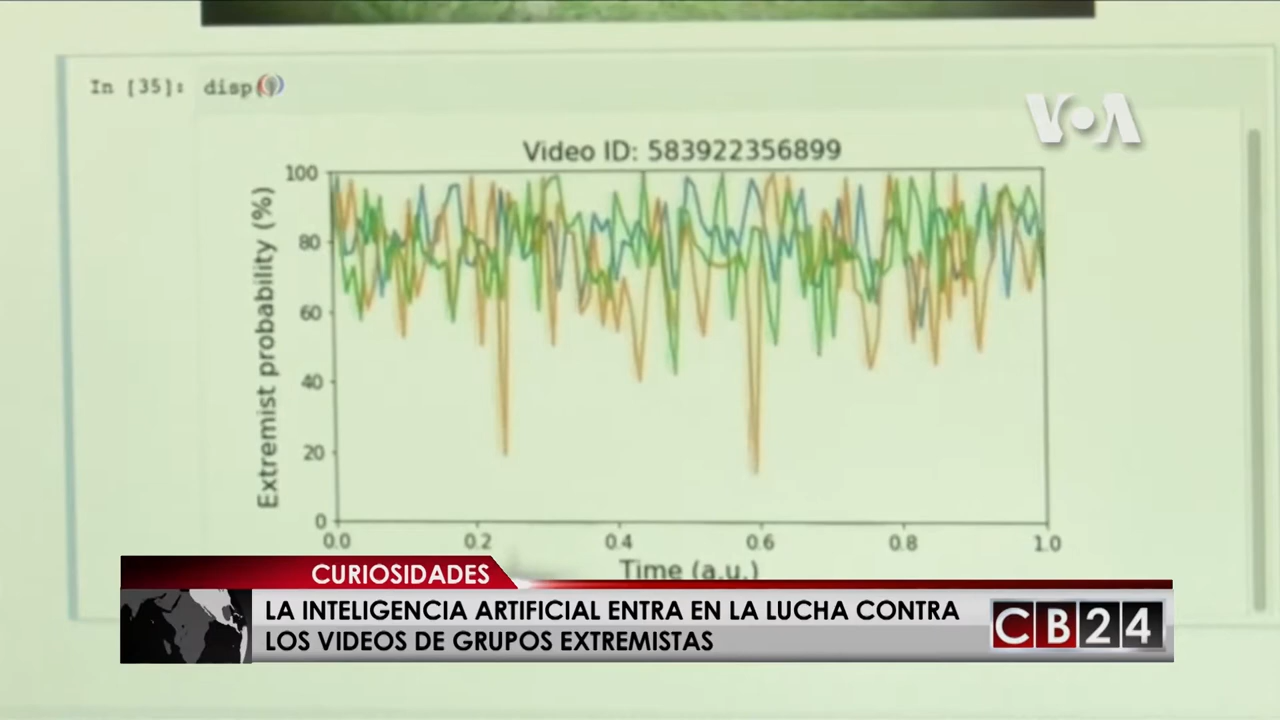 In [35]: disp()
VOA
Video ID: 583922356899
Extremist probability (%)
100
80
60
40
20
0
0.0 0.2 0.4 0.6 0.8 1.0
Time (a.u.)
CURIOSIDADES
LA INTELIGENCIA ARTIFICIAL ENTRA EN LA LUCHA CONTRA
LOS VIDEOS DE GRUPOS EXTREMISTAS
CB24